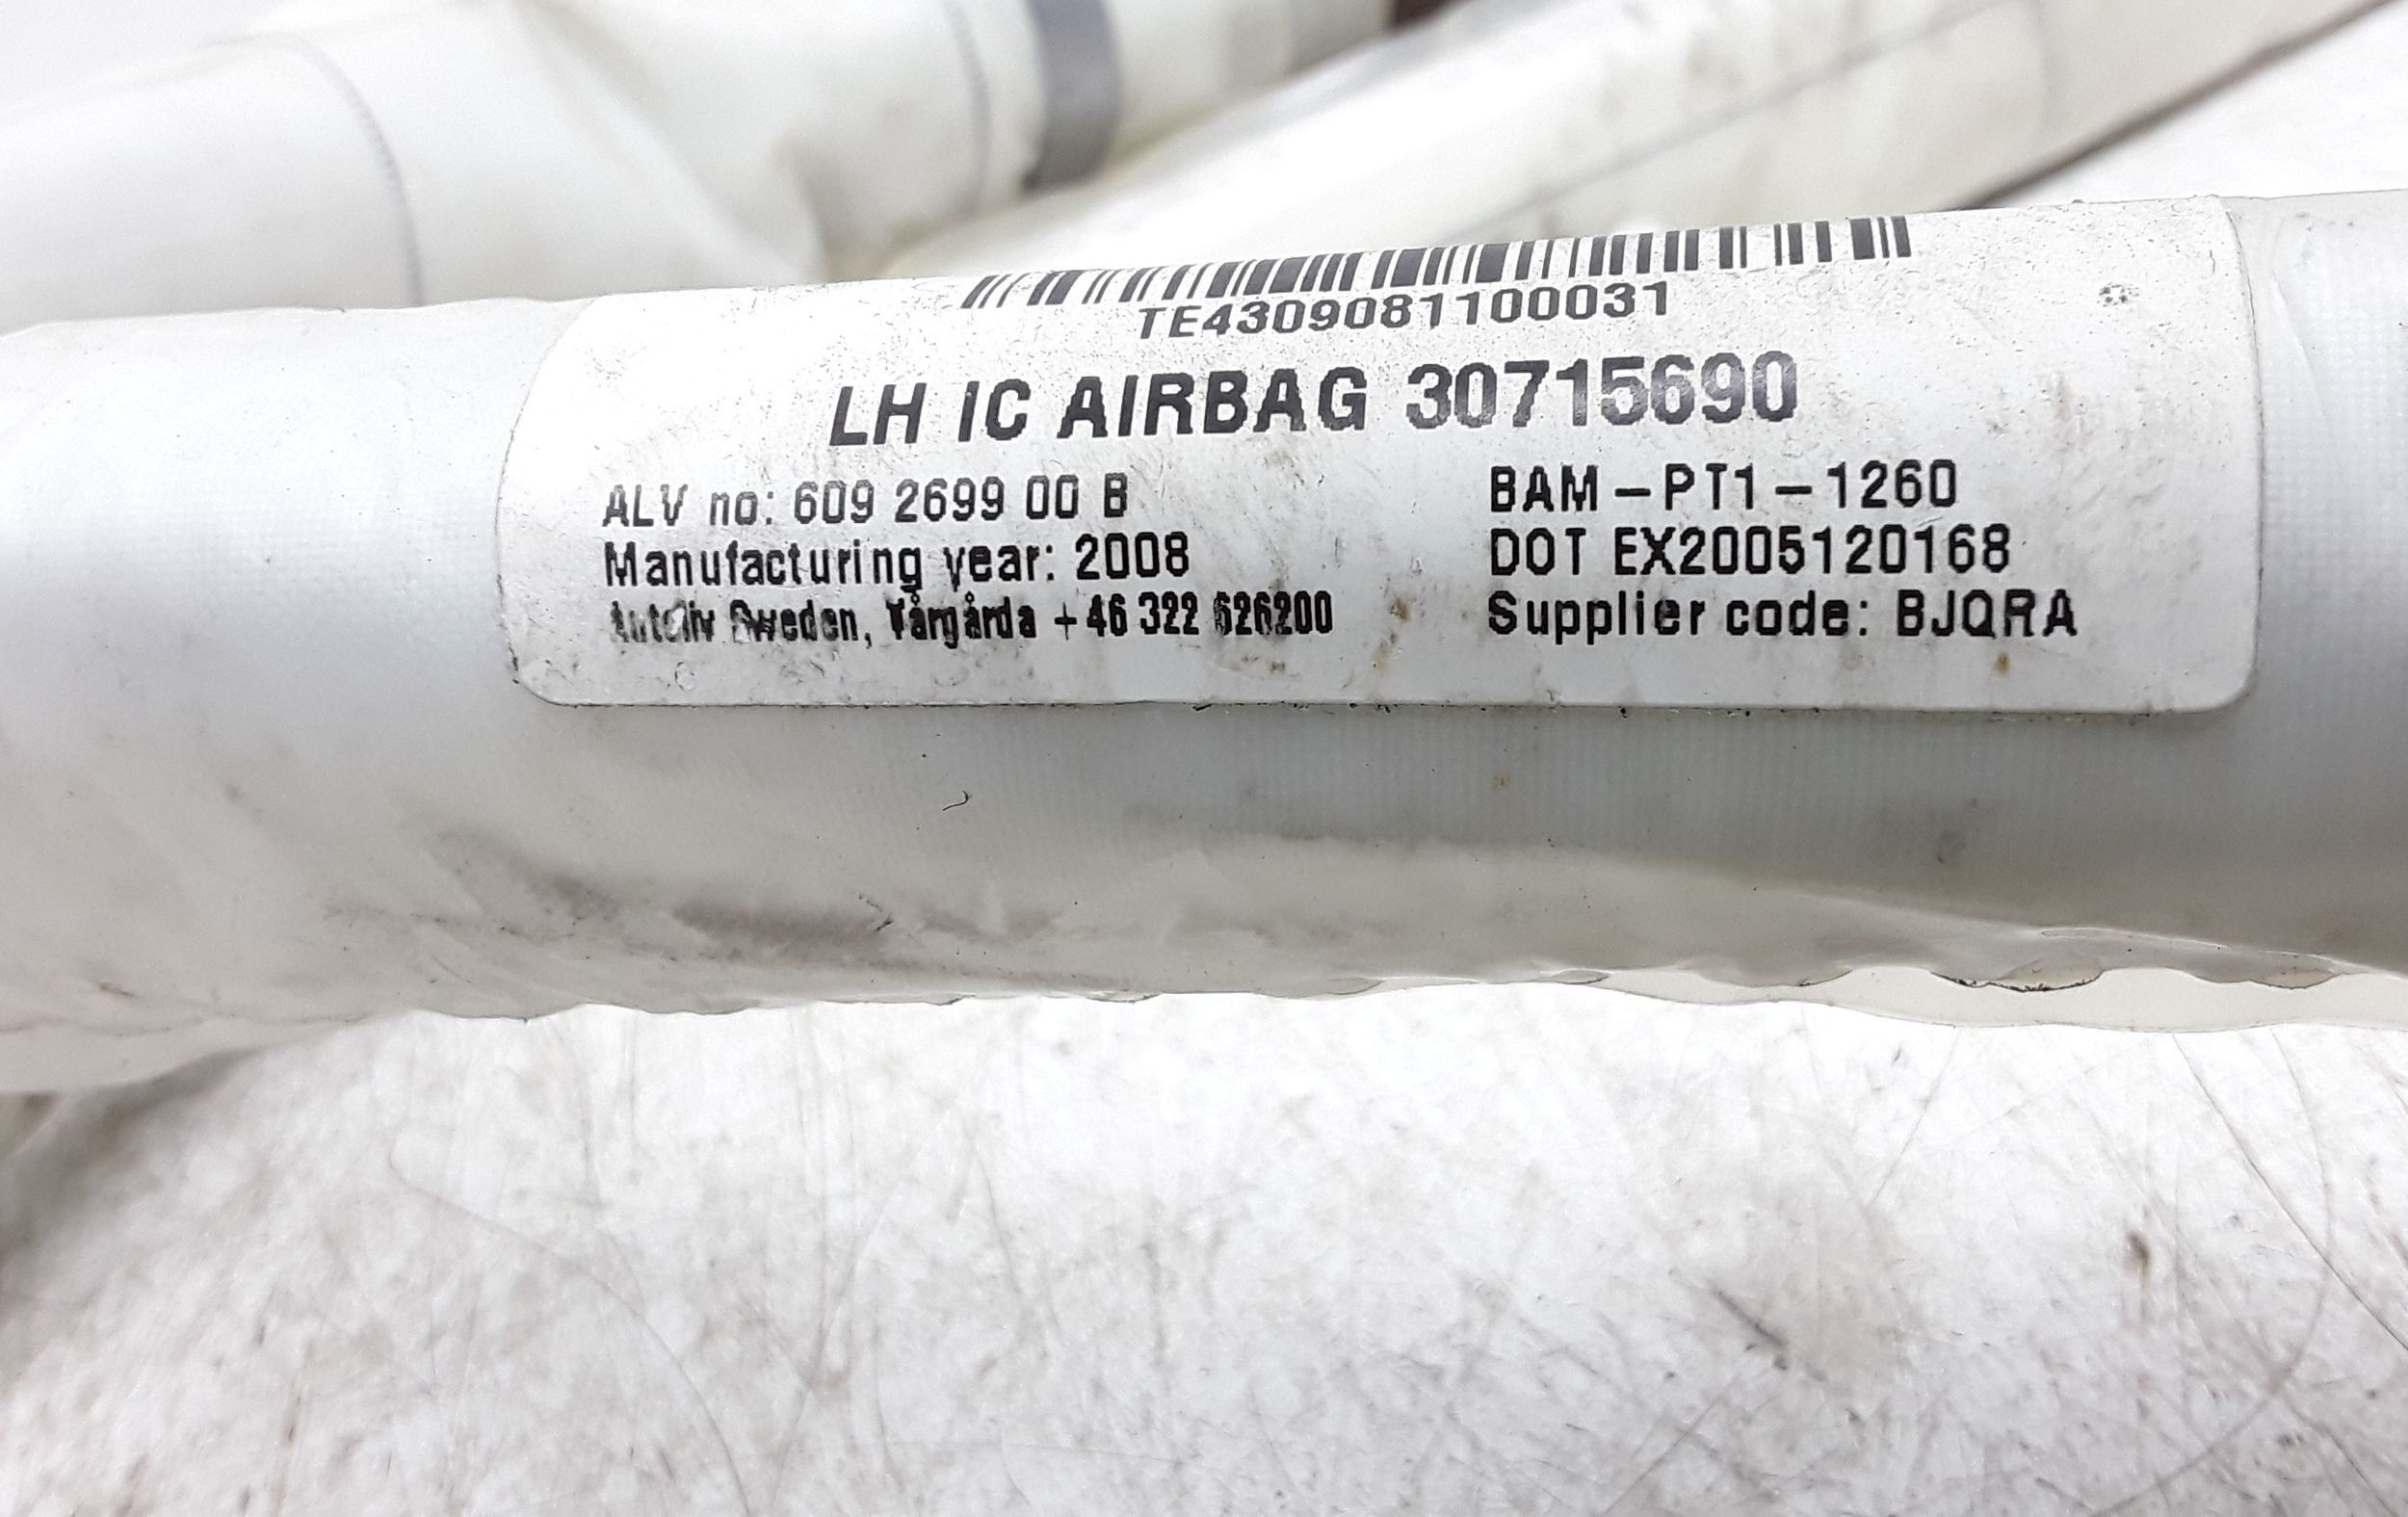 TE4309081100031
LH IC AIRBAG 30715690
ALV no: 609 2699 00 B
Manufacturing year: 2008
Autoliv Sweden, Vårgårda +46 322 626200
BAM-PT1-1260
DOT EX2005120168
Supplier code: BJQRA